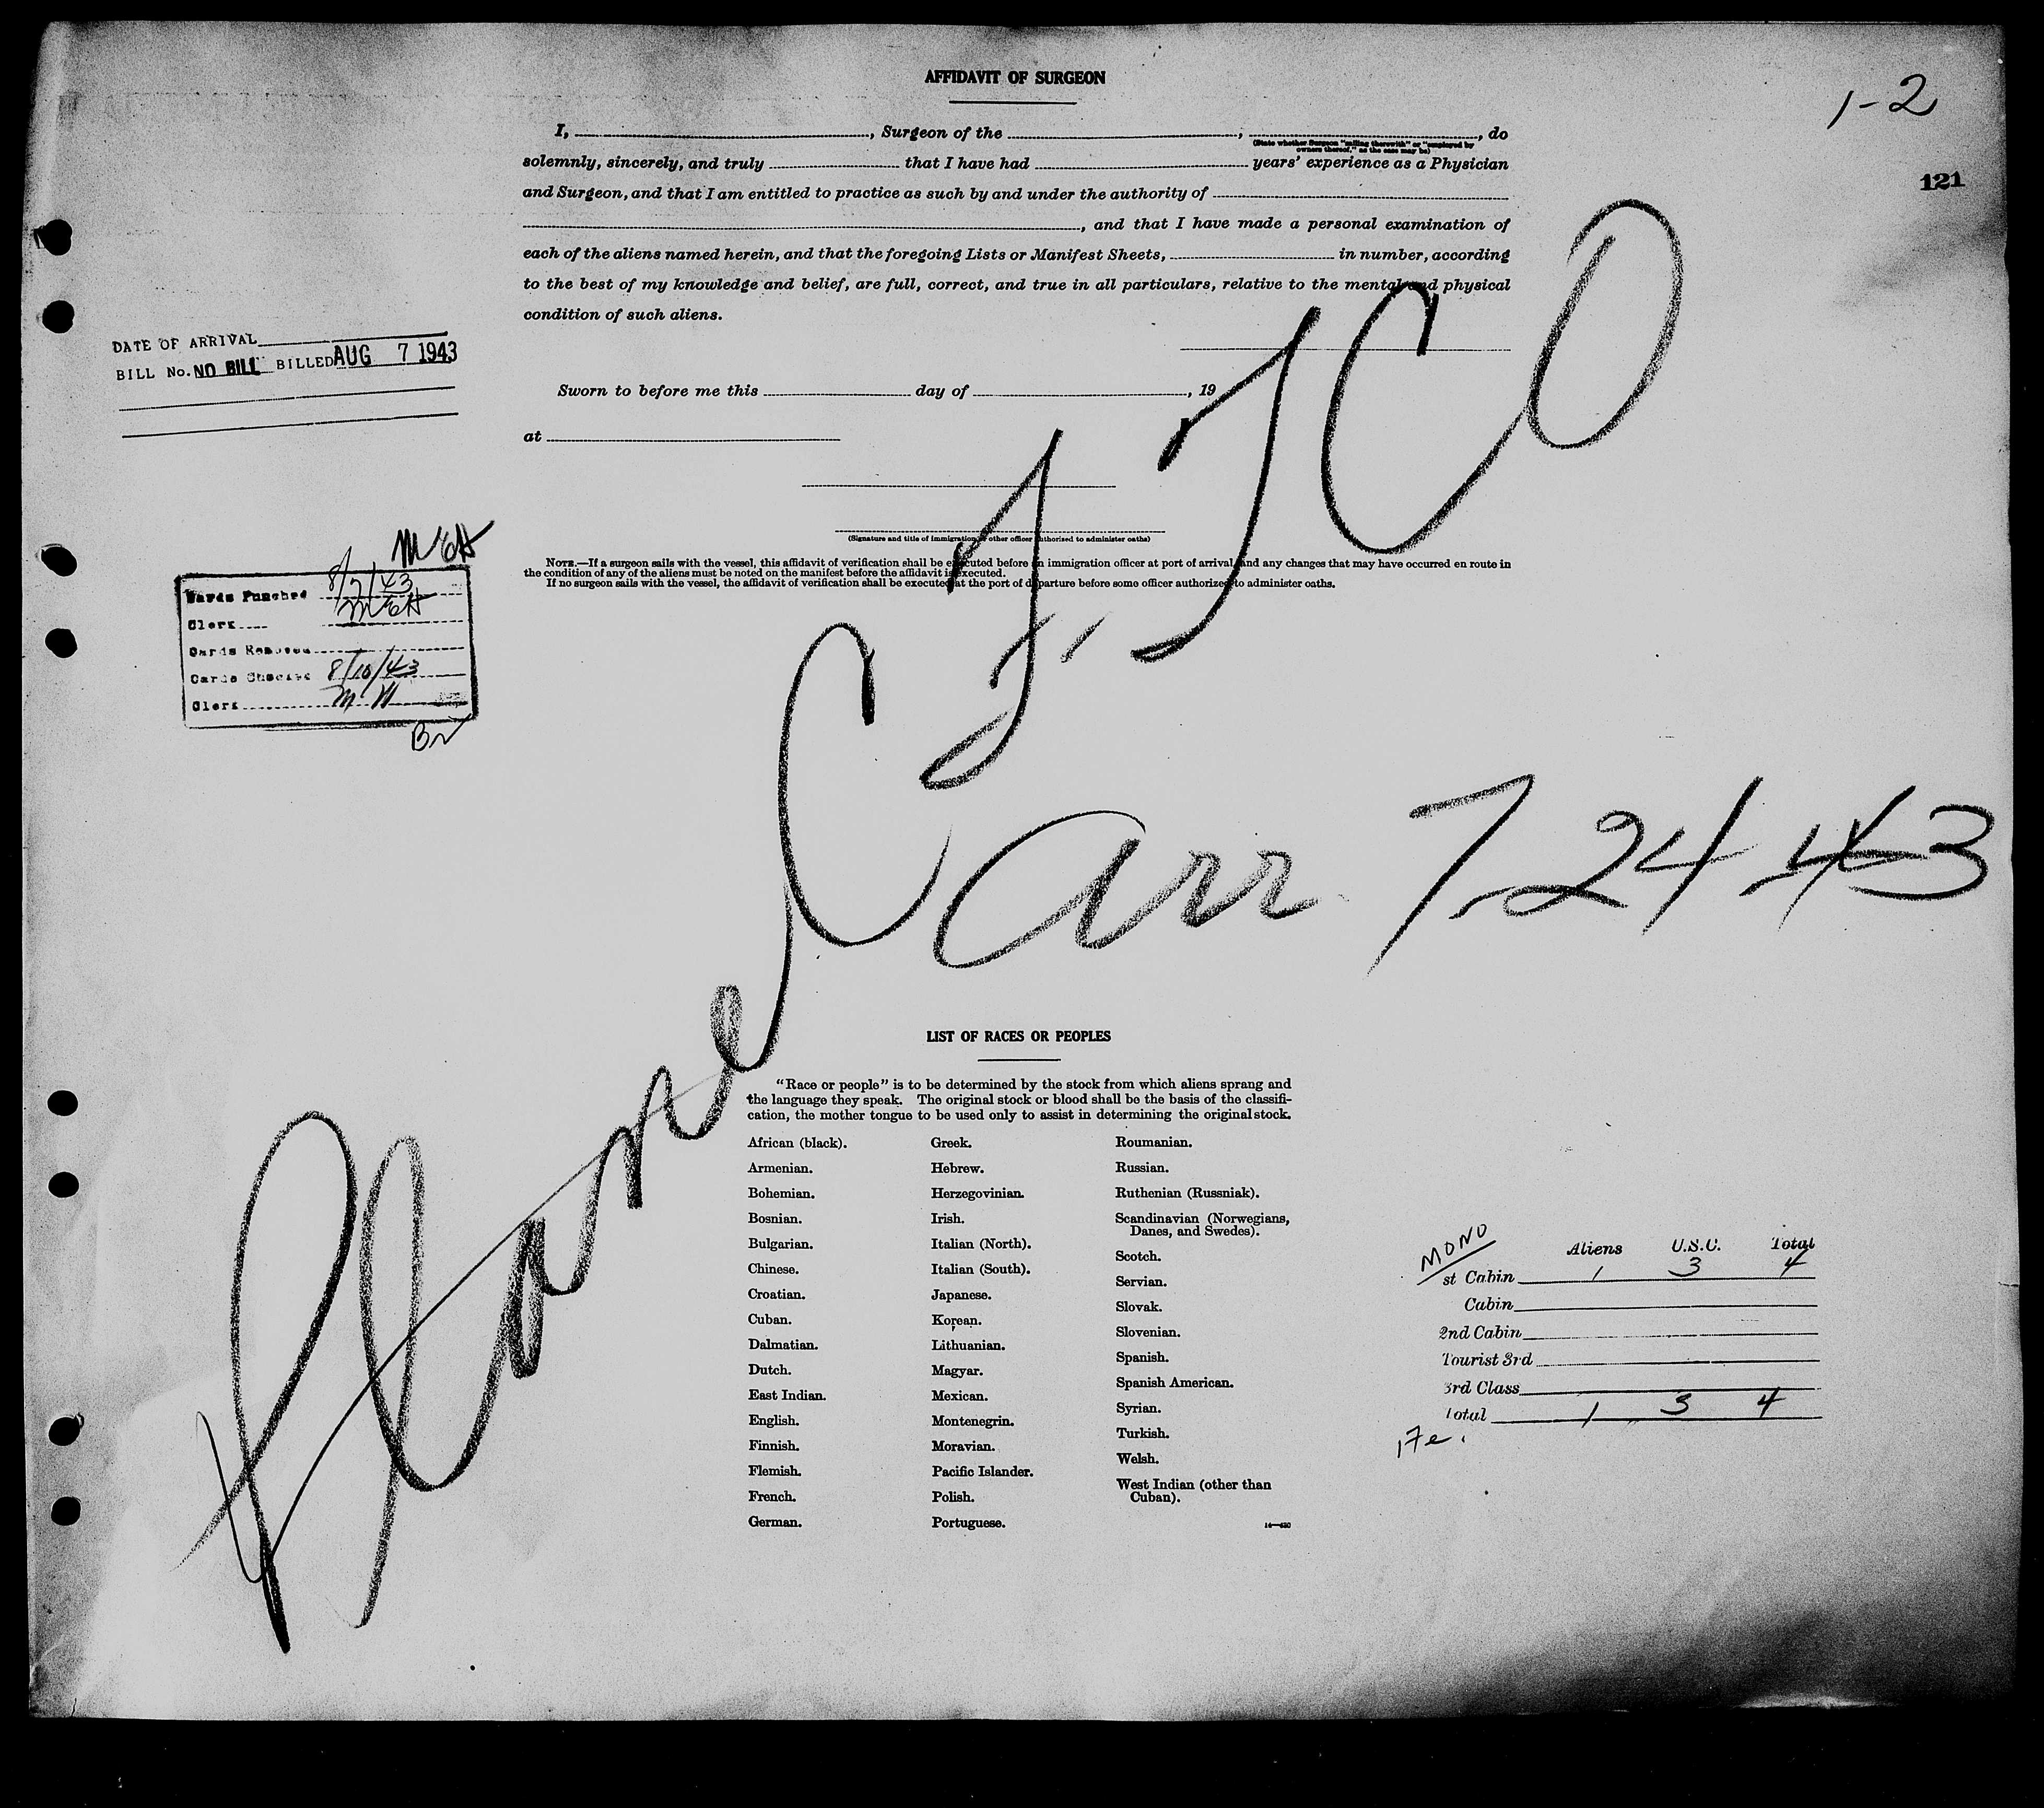 AFFIDAVIT OF SURGEON
1-2
121
I, , Surgeon of the , , do
(State whether Surgeon "sailing therewith" or "employed by
owners thereof," as the case may be)
solemnly, sincerely, and truly that I have had years' experience as a Physician
and Surgeon, and that I am entitled to practice as such by and under the authority of
, and that I have made a personal examination of
each of the aliens named herein, and that the foregoing Lists or Manifest Sheets, in number, according
to the best of my knowledge and belief, are full, correct, and true in all particulars, relative to the mental and physical
condition of such aliens.
DATE OF ARRIVAL
BILL No. NO BILL BILLED AUG 7 1943
Sworn to before me this day of , 19
at
(Signature and title of immigration or other officer authorized to administer oaths)
NOTE.—If a surgeon sails with the vessel, this affidavit of verification shall be executed before an immigration officer at port of arrival, and any changes that may have occurred en route in
the condition of any of the aliens must be noted on the manifest before the affidavit is executed.
If no surgeon sails with the vessel, the affidavit of verification shall be executed at the port of departure before some officer authorized to administer oaths.
Cards Punched 8/7/43
Clerk
Cards Removed
Cards Checked 8/10/43
Clerk
Plane
Arr 7-24-43
LIST OF RACES OR PEOPLES
"Race or people" is to be determined by the stock from which aliens sprang and
the language they speak. The original stock or blood shall be the basis of the classifi-
cation, the mother tongue to be used only to assist in determining the original stock.
African (black).
Armenian.
Bohemian.
Bosnian.
Bulgarian.
Chinese.
Croatian.
Cuban.
Dalmatian.
Dutch.
East Indian.
English.
Finnish.
Flemish.
French.
German.
Greek.
Hebrew.
Herzegovinian.
Irish.
Italian (North).
Italian (South).
Japanese.
Korean.
Lithuanian.
Magyar.
Mexican.
Montenegrin.
Moravian.
Pacific Islander.
Polish.
Portuguese.
Roumanian.
Russian.
Ruthenian (Russniak).
Scandinavian (Norwegians,
Danes, and Swedes).
Scotch.
Servian.
Slovak.
Slovenian.
Spanish.
Spanish American.
Syrian.
Turkish.
Welsh.
West Indian (other than
Cuban).
MONO
Aliens U.S.C. Total
st Cabin 1 3 4
Cabin
2nd Cabin
Tourist 3rd
3rd Class
Total 1 3 4